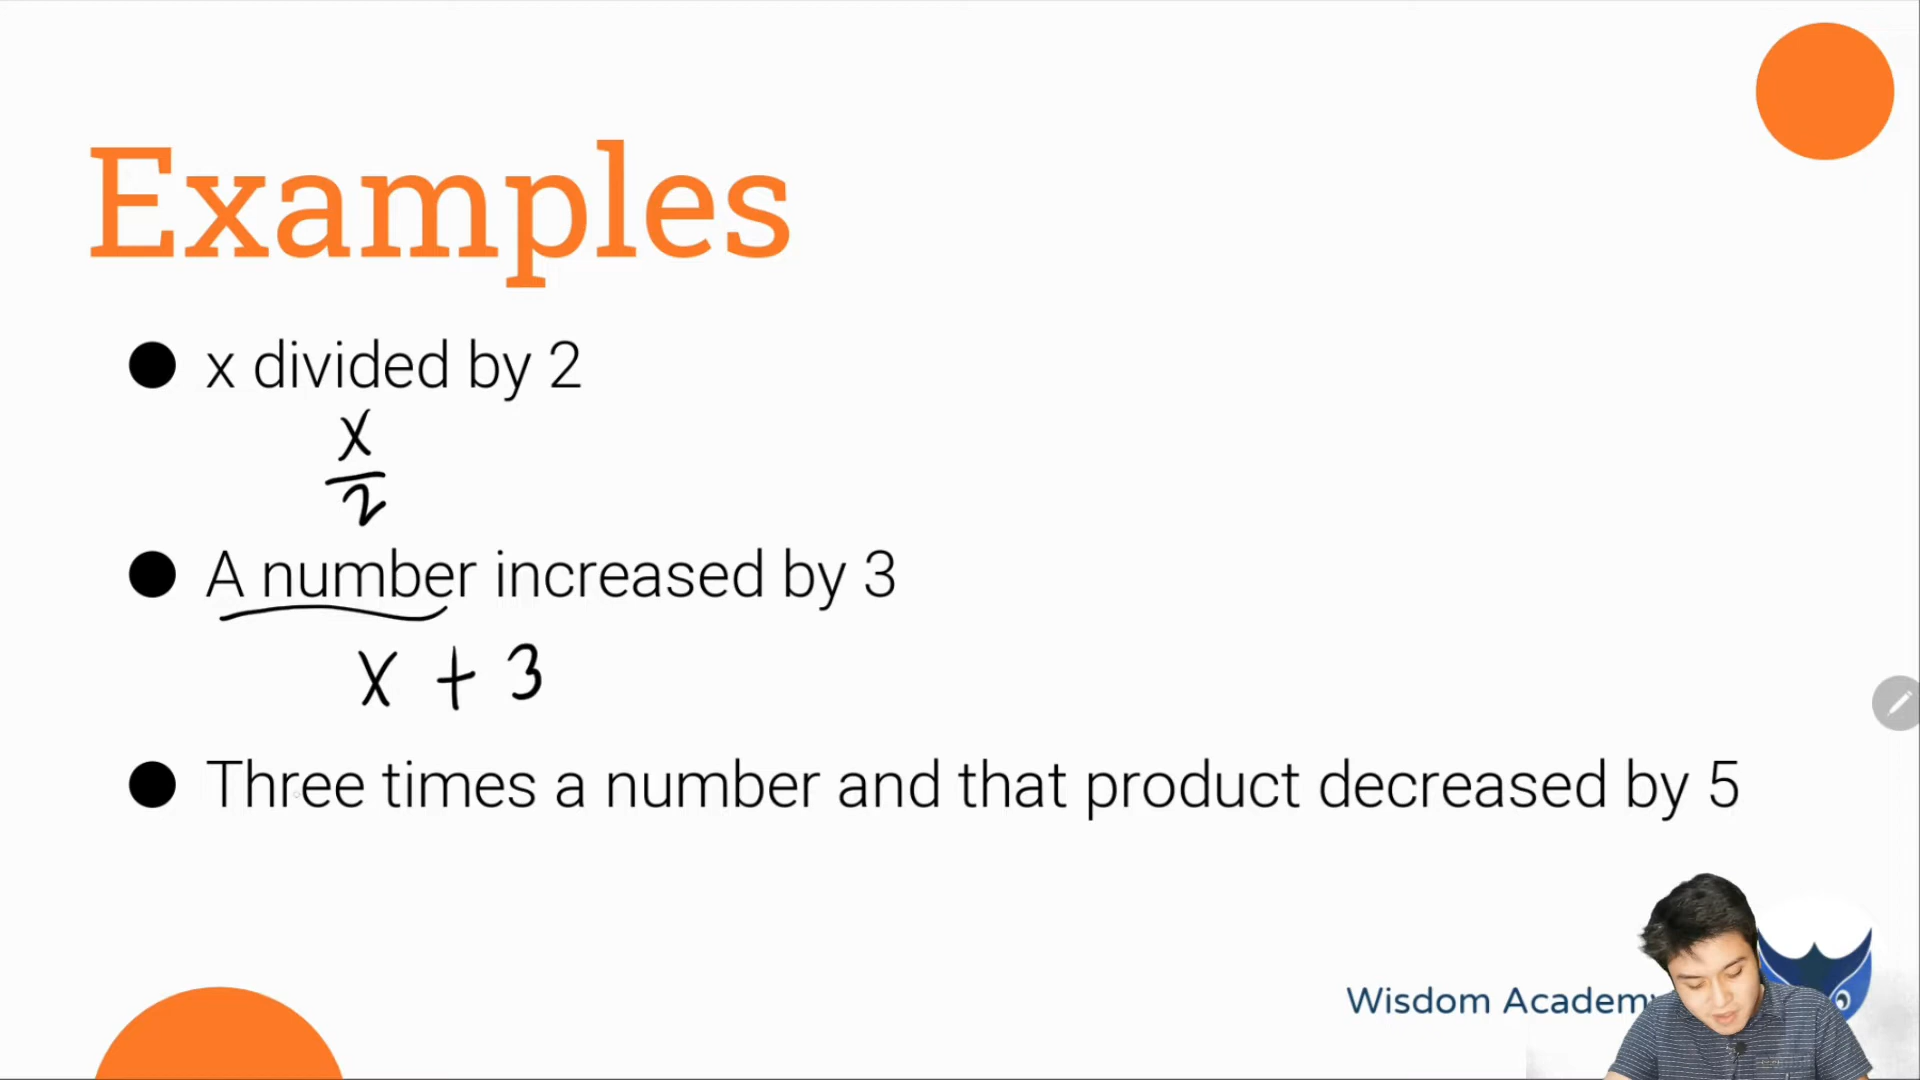 Examples
● x divided by 2
x
2
● A number increased by 3
x + 3
● Three times a number and that product decreased by 5
Wisdom Academy